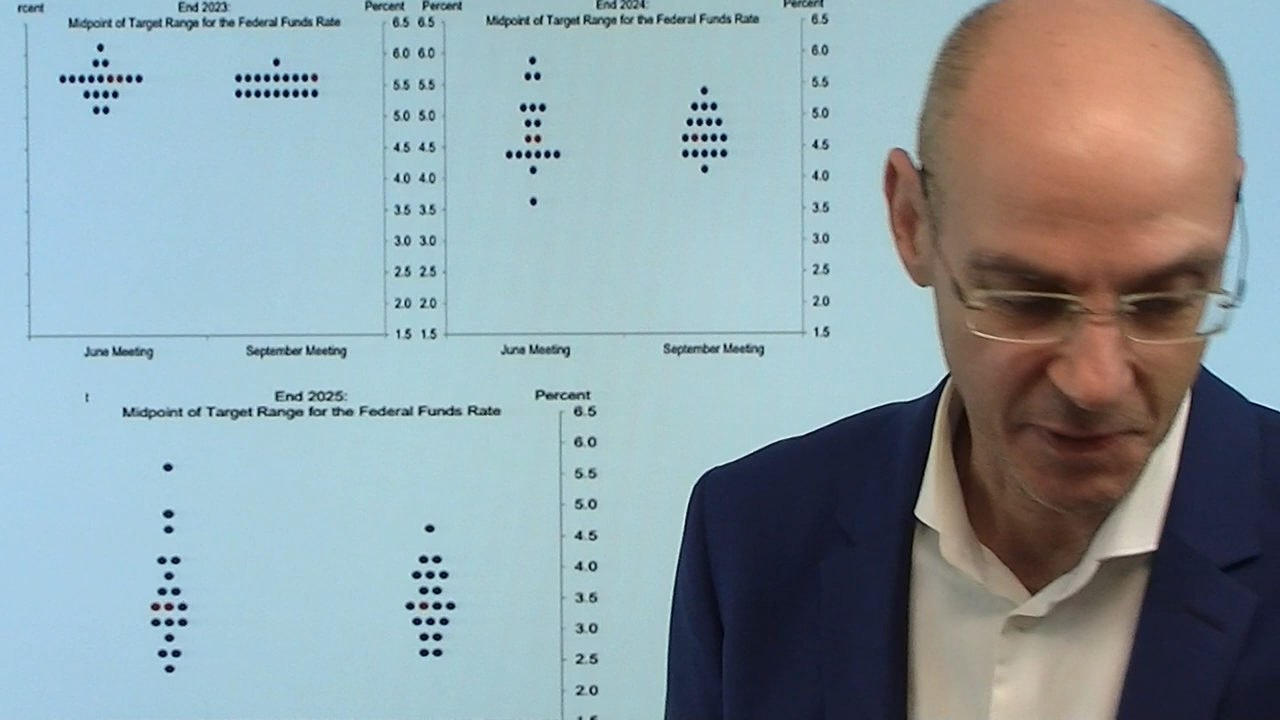 rcent
End 2023:
Midpoint of Target Range for the Federal Funds Rate
Percent
6.5
6.0
5.5
5.0
4.5
4.0
3.5
3.0
2.5
2.0
1.5
June Meeting
September Meeting
Percent
End 2024:
Midpoint of Target Range for the Federal Funds Rate
Percent
6.5
6.0
5.5
5.0
4.5
4.0
3.5
3.0
2.5
2.0
1.5
6.5
6.0
5.5
5.0
4.5
4.0
3.5
3.0
2.5
2.0
1.5
June Meeting
September Meeting
t
End 2025:
Midpoint of Target Range for the Federal Funds Rate
Percent
6.5
6.0
5.5
5.0
4.5
4.0
3.5
3.0
2.5
2.0